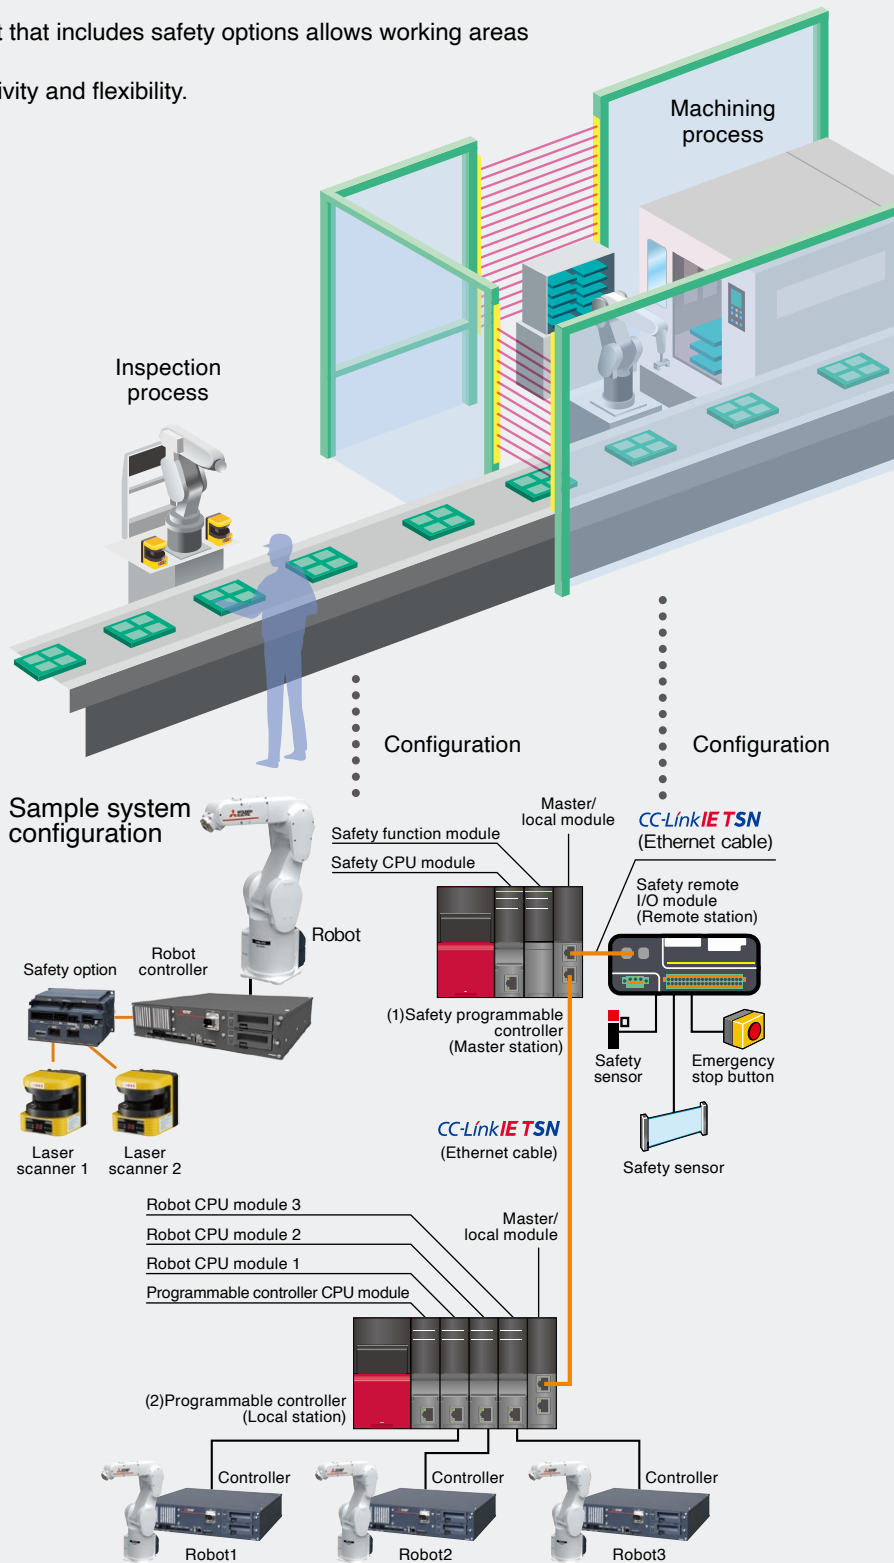 t that includes safety options allows working areas
ivity and flexibility.
Machining
process
Inspection
process
Configuration
Configuration
Sample system
configuration
Robot
Safety option
Robot
controller
Laser
scanner 1
Laser
scanner 2
Safety function module
Safety CPU module
Master/
local module
CC-Link IE TSN
(Ethernet cable)
Safety remote
I/O module
(Remote station)
(1)Safety programmable
controller
(Master station)
Safety
sensor
Emergency
stop button
Safety sensor
CC-Link IE TSN
(Ethernet cable)
Robot CPU module 3
Robot CPU module 2
Robot CPU module 1
Programmable controller CPU module
Master/
local module
(2)Programmable controller
(Local station)
Controller
Robot1
Controller
Robot2
Controller
Robot3